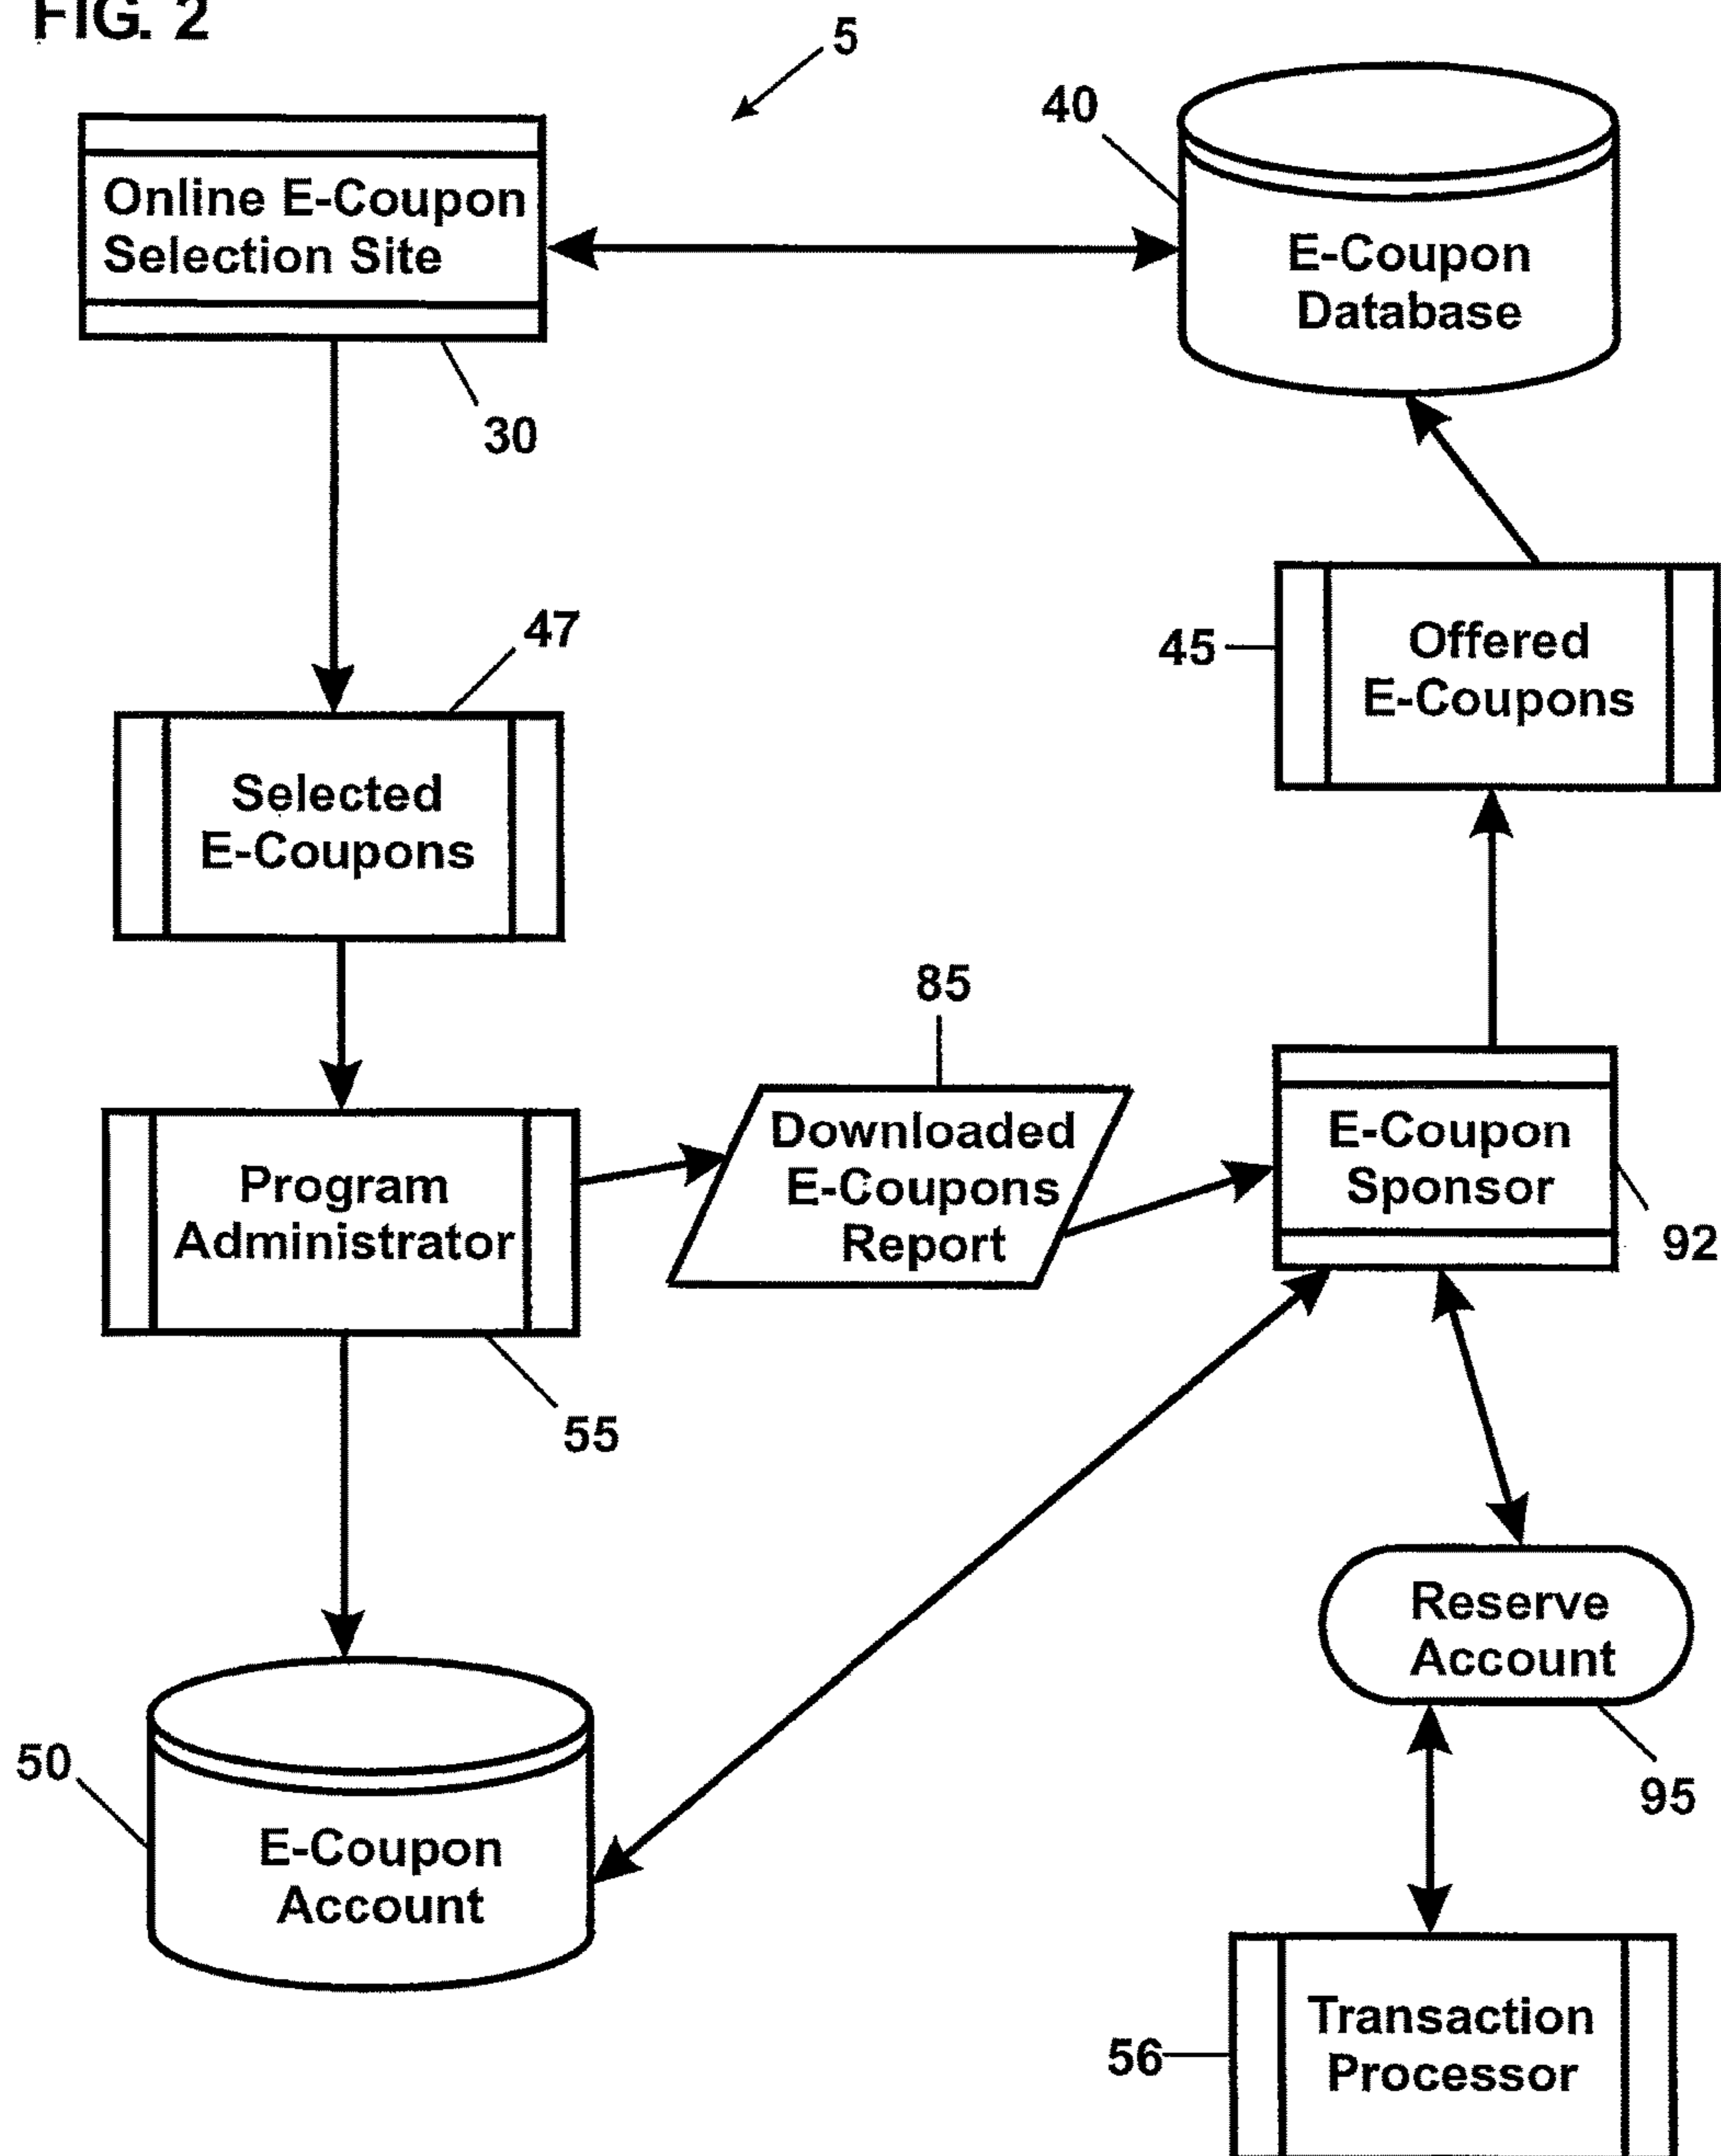 FIG. 2
5
40
Online E-Coupon
Selection Site
E-Coupon
Database
30
47
45
Offered
E-Coupons
Selected
E-Coupons
85
Downloaded
E-Coupons
Report
E-Coupon
Sponsor
92
Program
Administrator
55
Reserve
Account
95
50
E-Coupon
Account
56
Transaction
Processor